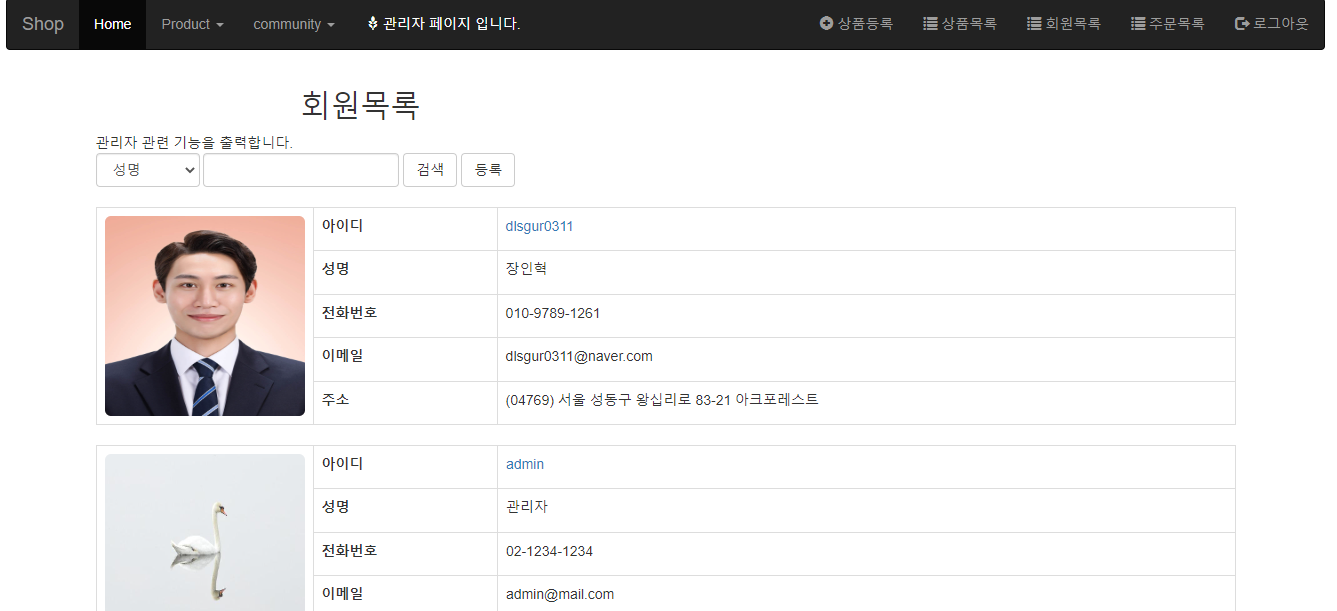 Shop Home Product community 관리자 페이지 입니다. 상품등록 상품목록 회원목록 주문목록 로그아웃
회원목록
관리자 관련 기능을 출력합니다.
성명 검색 등록
아이디 dlsgur0311
성명 장인혁
전화번호 010-9789-1261
이메일 dlsgur0311@naver.com
주소 (04769) 서울 성동구 왕십리로 83-21 아크포레스트
아이디 admin
성명 관리자
전화번호 02-1234-1234
이메일 admin@mail.com